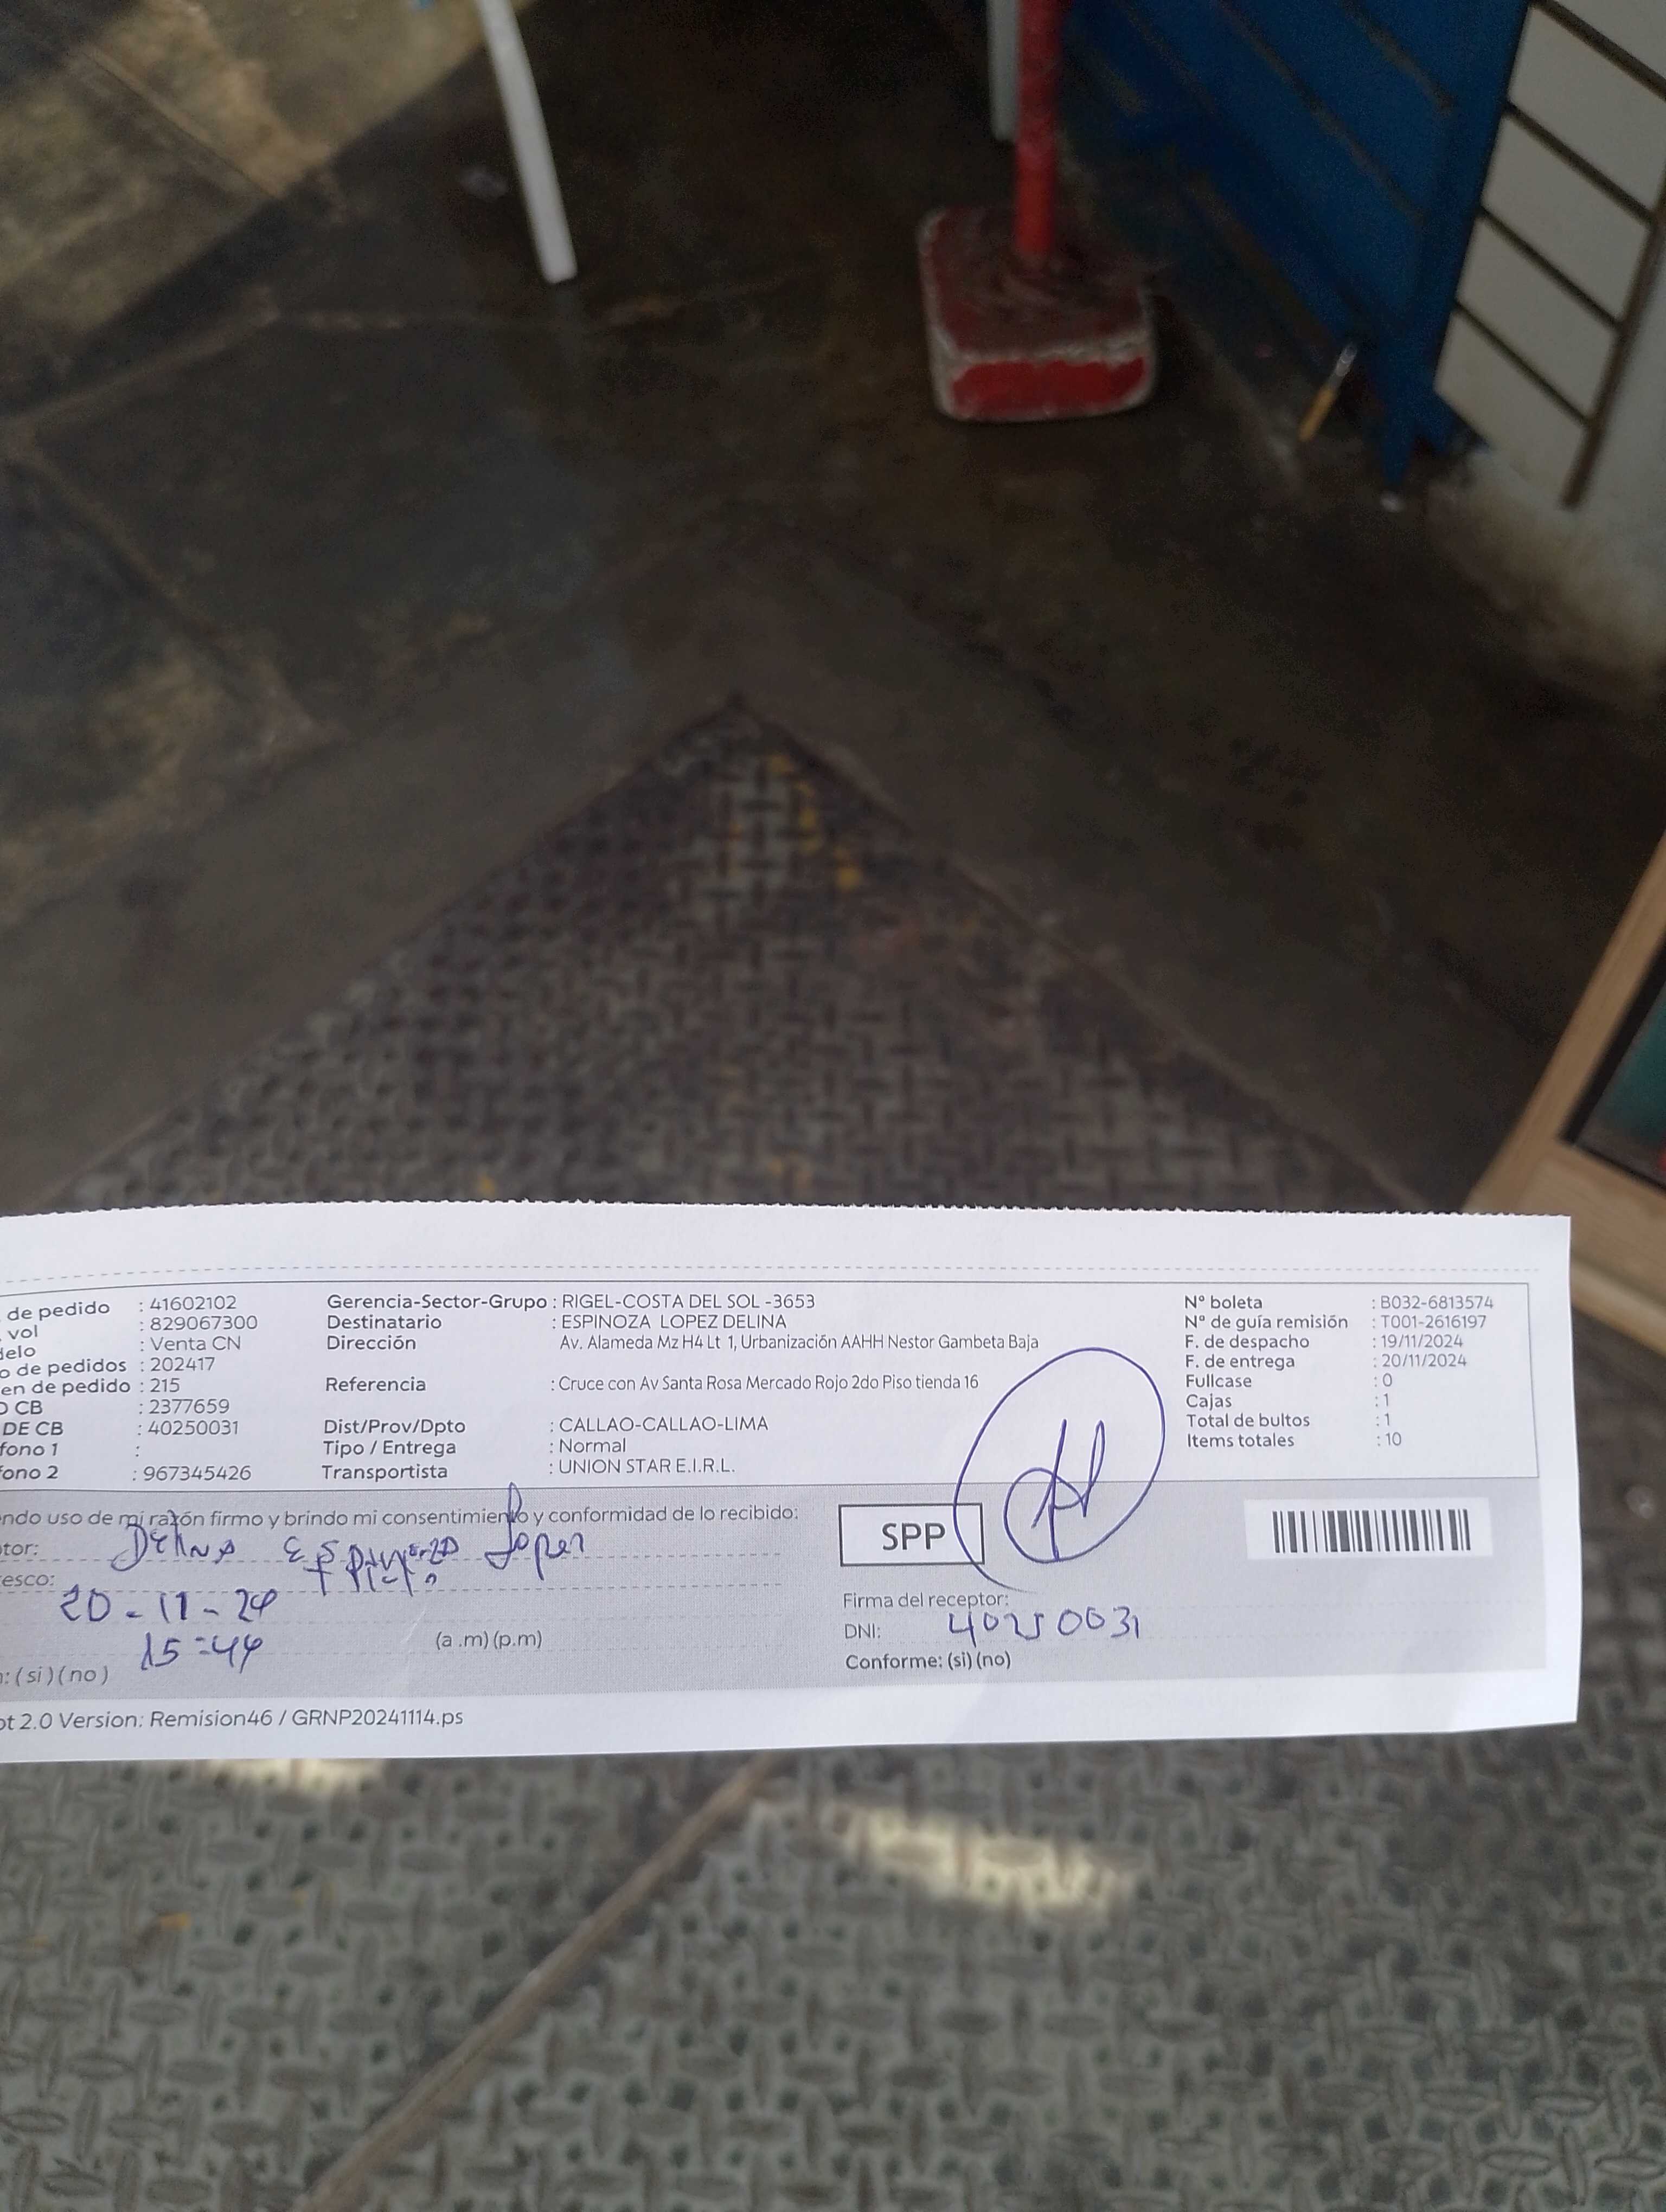 de pedido : 41602102
vol : 829067300
delo : Venta CN
o de pedidos : 202417
en de pedido : 215
O CB : 2377659
DE CB : 40250031
fono 1 :
fono 2 : 967345426
Gerencia-Sector-Grupo : RIGEL-COSTA DEL SOL -3653
Destinatario : ESPINOZA LOPEZ DELINA
Dirección Av. Alameda Mz H4 Lt 1, Urbanización AAHH Nestor Gambeta Baja
Referencia : Cruce con Av Santa Rosa Mercado Rojo 2do Piso tienda 16
Dist/Prov/Dpto : CALLAO-CALLAO-LIMA
Tipo / Entrega : Normal
Transportista : UNION STAR E.I.R.L.
N° boleta : B032-6813574
N° de guía remisión : T001-2616197
F. de despacho : 19/11/2024
F. de entrega : 20/11/2024
Fullcase : 0
Cajas : 1
Total de bultos : 1
Items totales : 10
ndo uso de mi razón firmo y brindo mi consentimiento y conformidad de lo recibido:
tor: Delina Espinoza Lopez
esco:
20-11-24
15:44 (a .m) (p.m)
: ( si ) ( no )
SPP
Firma del receptor:
DNI: 40250031
Conforme: (si) (no)
ot 2.0 Version: Remision46 / GRNP20241114.ps